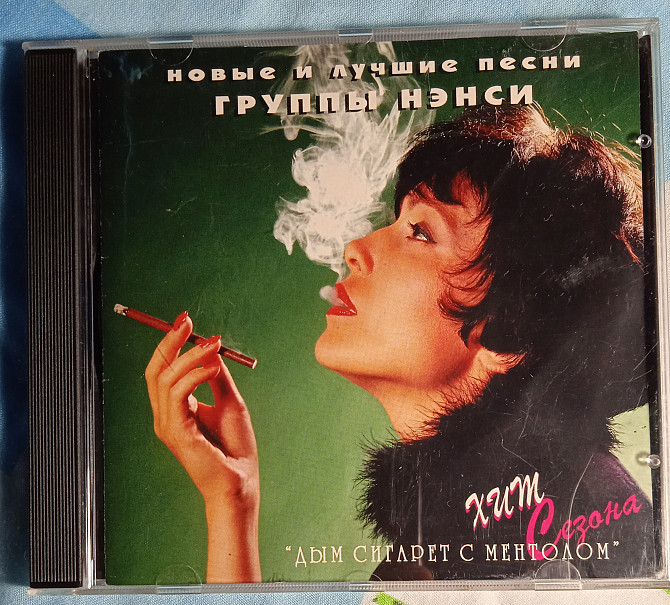 новые и лучшие песни
ГРУППЫ НЭНСИ
хит
Сезона
"ДЫМ СИГАРЕТ С МЕНТОЛОМ"